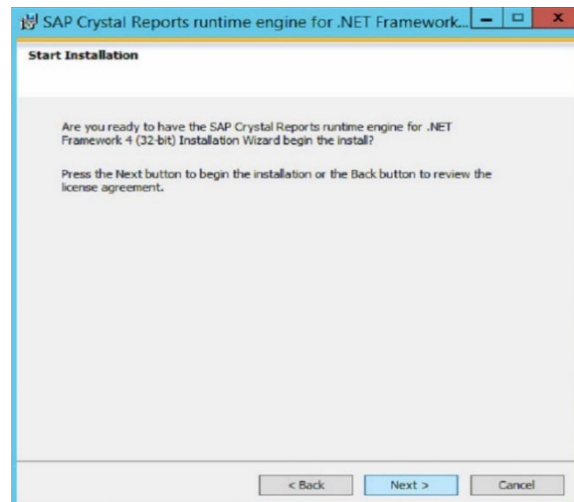 SAP Crystal Reports runtime engine for .NET Framework...
Start Installation
Are you ready to have the SAP Crystal Reports runtime engine for .NET
Framework 4 (32-bit) Installation Wizard begin the install?
Press the Next button to begin the installation or the Back button to review the
license agreement.
< Back
Next >
Cancel